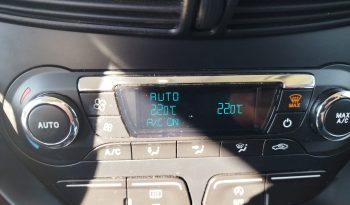 AUTO
22.0°C 22.0°C
A/C ON
MAX
AUTO
MAX
A/C
A/C